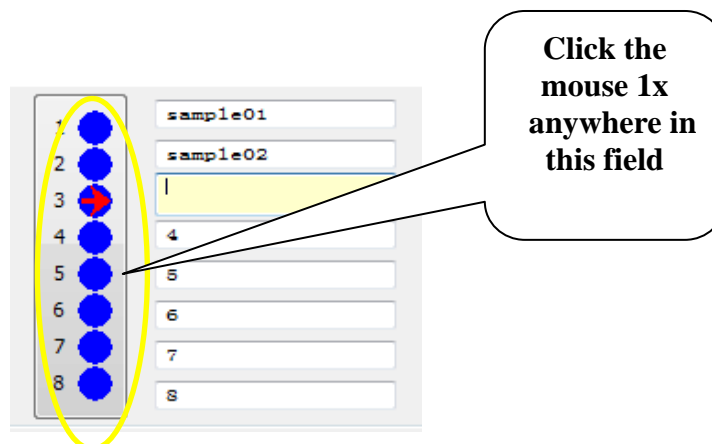 Click the
mouse 1x
anywhere in
this field
1 sample01
2 sample02
3
4 4
5 5
6 6
7 7
8 8